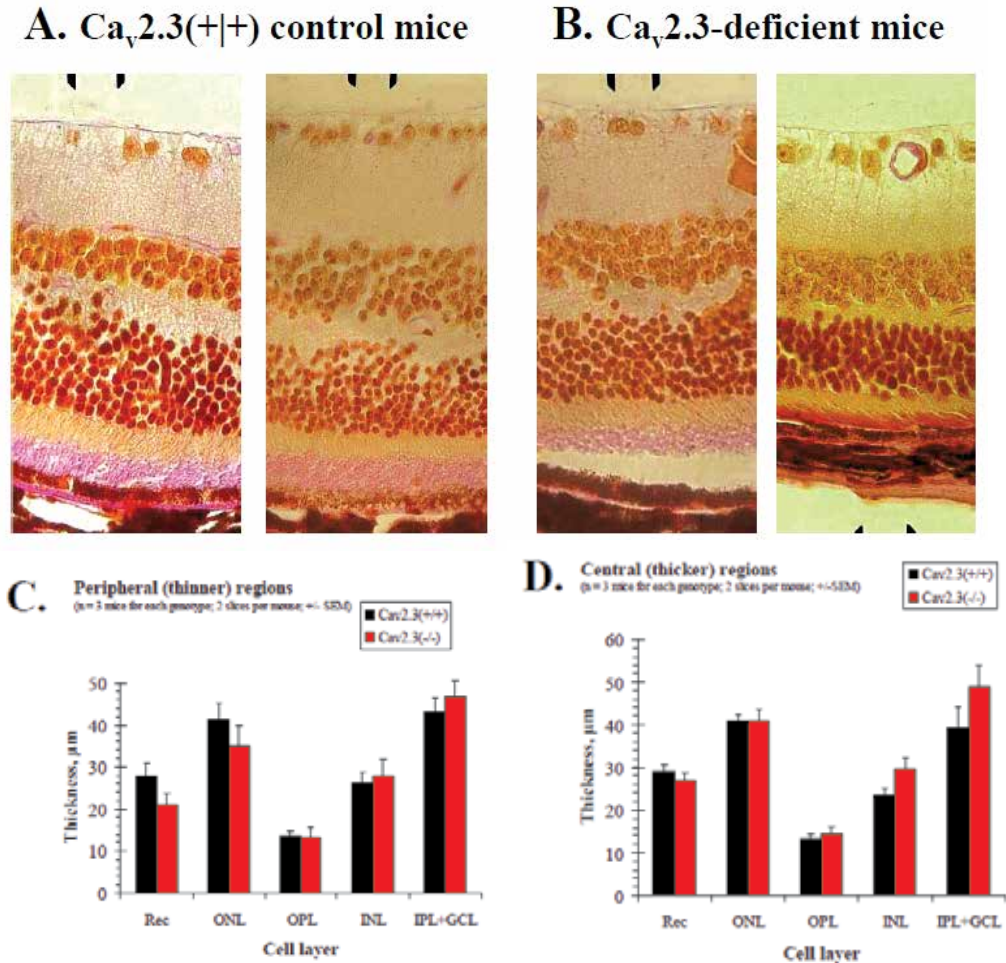 A. Cav2.3(+|+) control mice
B. Cav2.3-deficient mice
C. Peripheral (thinner) regions
(n = 3 mice for each genotype; 2 slices per mouse; +/- SEM)
Cav2.3(+/+)
Cav2.3(-/-)
50
40
30
20
10
0
Thickness, µm
Rec ONL OPL INL IPL+GCL
Cell layer
D. Central (thicker) regions
(n = 3 mice for each genotype; 2 slices per mouse; +/-SEM)
Cav2.3(+/+)
Cav2.3(-/-)
60
50
40
30
20
10
0
Thickness, µm
Rec ONL OPL INL IPL+GCL
Cell layer